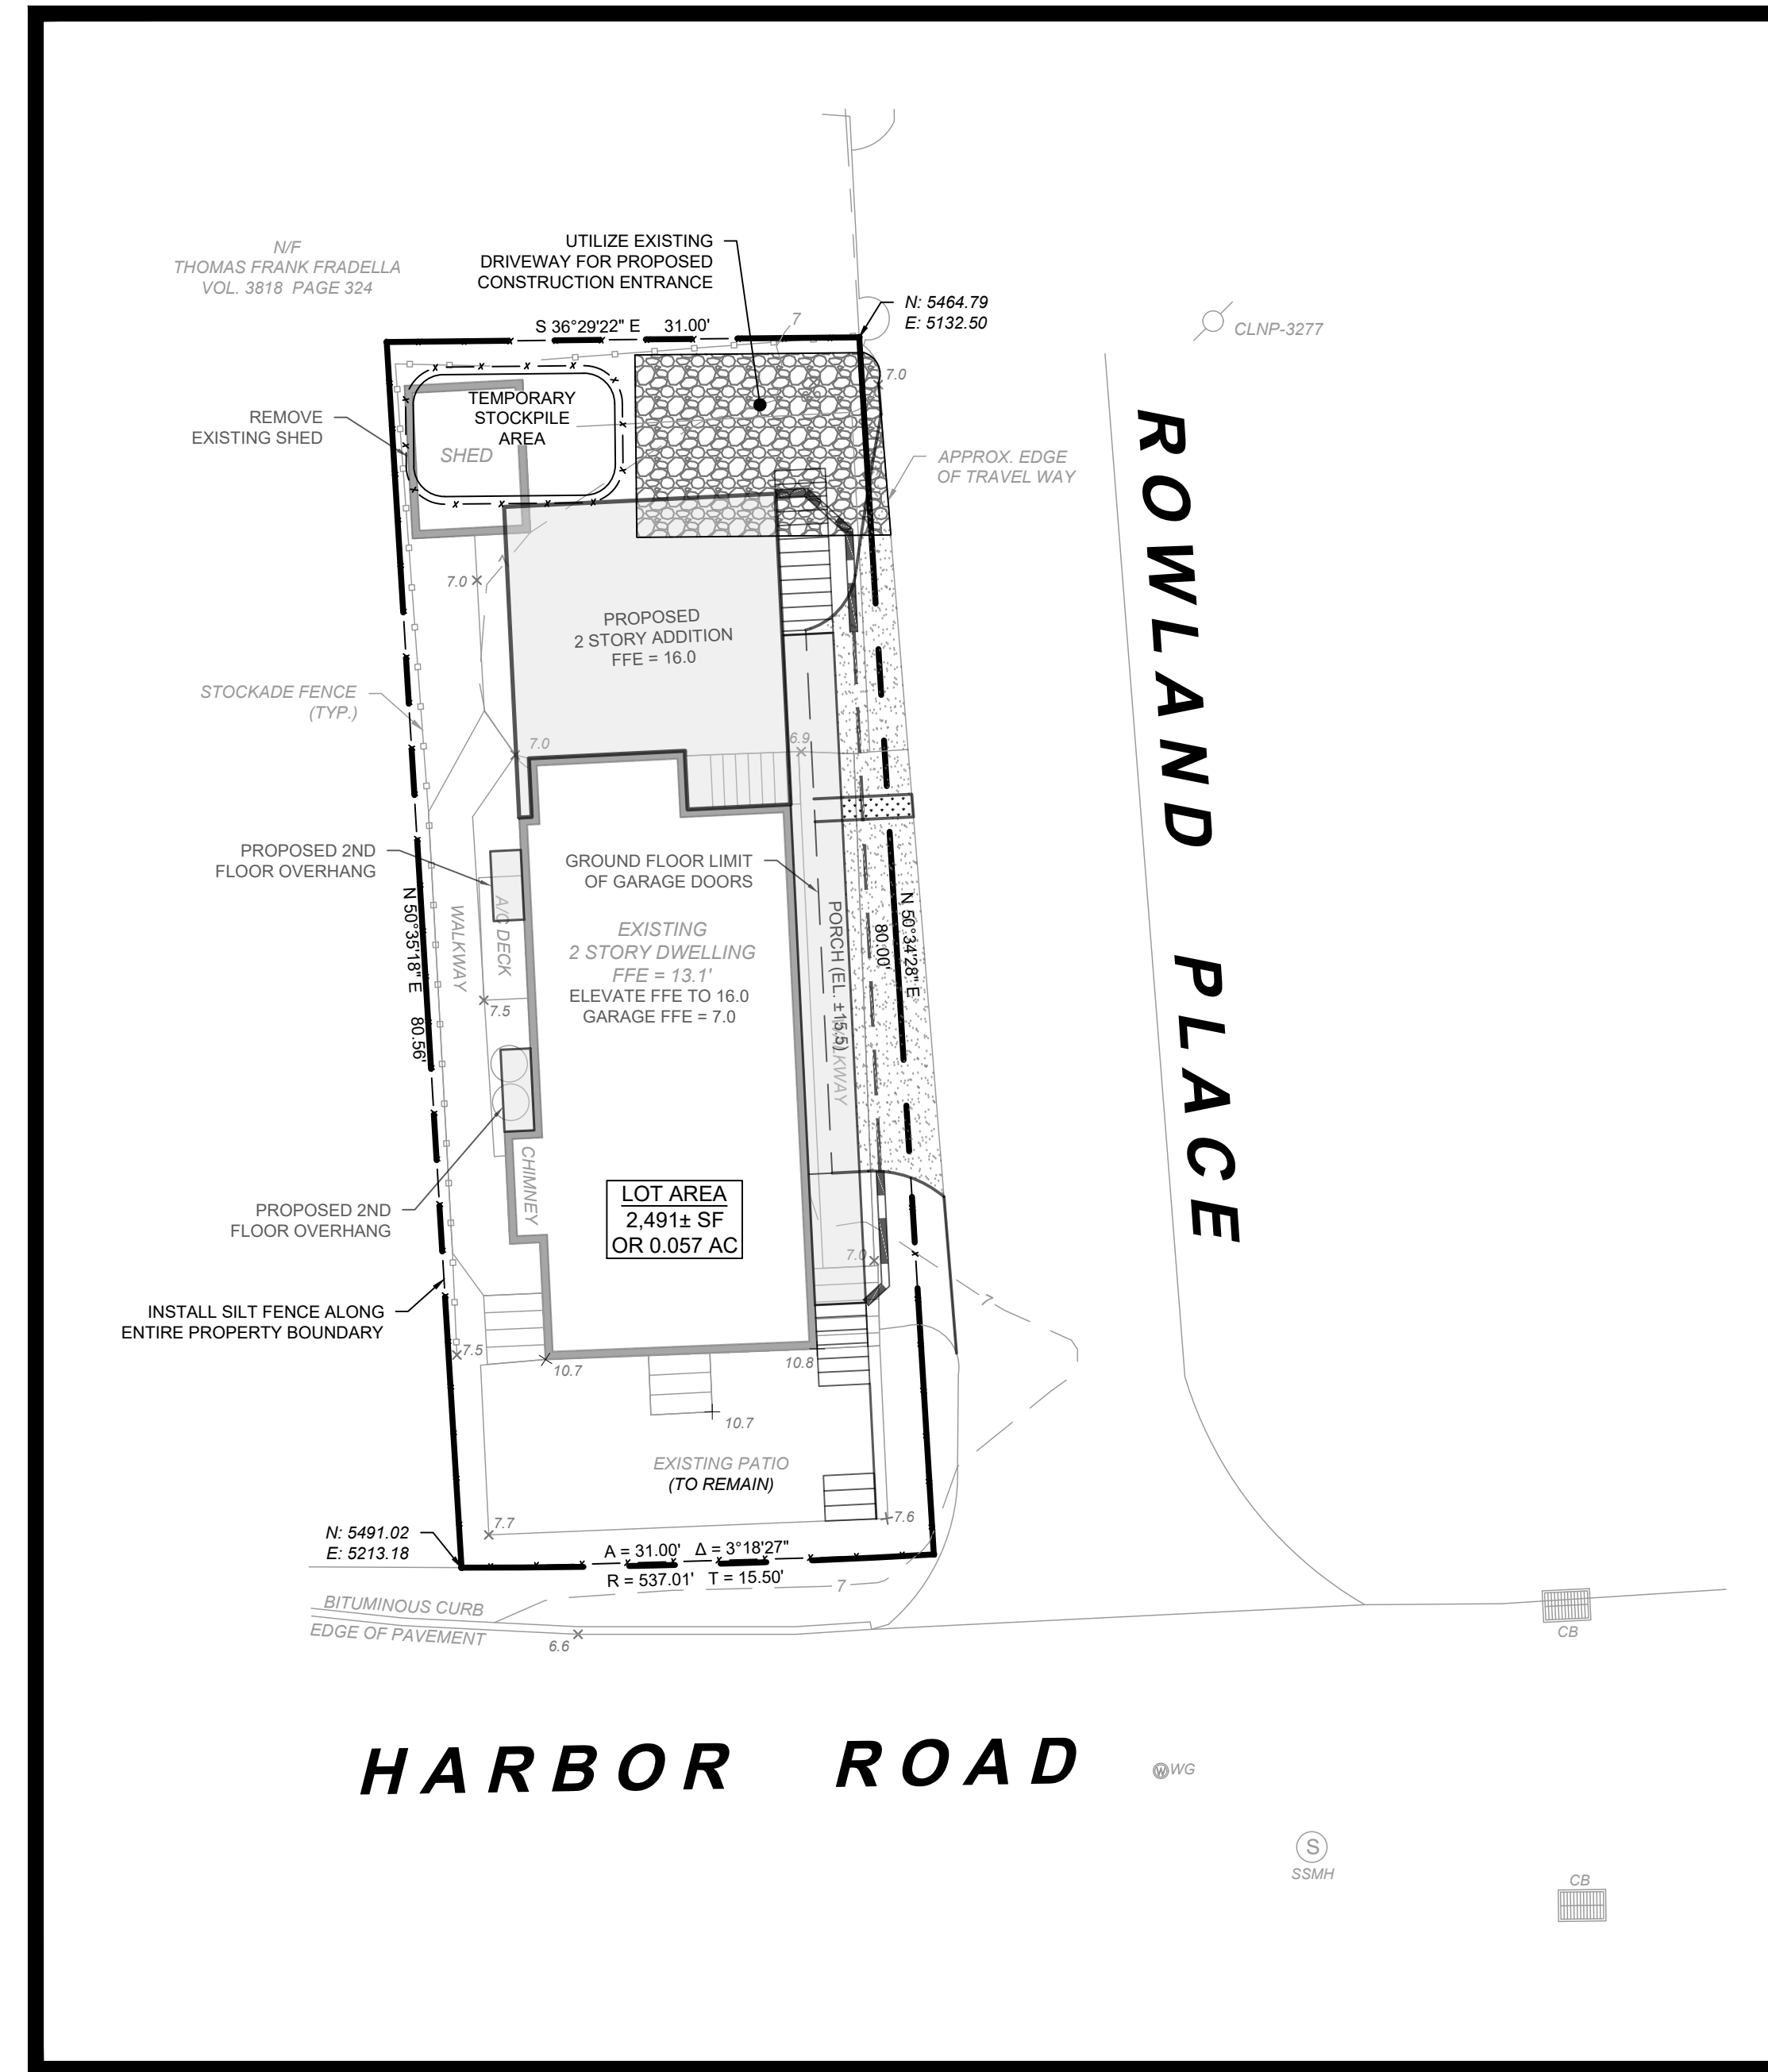 N/F
THOMAS FRANK FRADELLA
VOL. 3818 PAGE 324
UTILIZE EXISTING
DRIVEWAY FOR PROPOSED
CONSTRUCTION ENTRANCE
N: 5464.79
E: 5132.50
CLNP-3277
S 36°29'22" E 31.00'
7
7.0
REMOVE
EXISTING SHED
TEMPORARY
STOCKPILE
AREA
SHED
APPROX. EDGE
OF TRAVEL WAY
ROWLAND PLACE
7.0
7
PROPOSED
2 STORY ADDITION
FFE = 16.0
STOCKADE FENCE
(TYP.)
7.0
6.9
PROPOSED 2ND
FLOOR OVERHANG
GROUND FLOOR LIMIT
OF GARAGE DOORS
N 50°35'18" E 80.56'
WALKWAY
A/C DECK
EXISTING
2 STORY DWELLING
FFE = 13.1'
ELEVATE FFE TO 16.0
GARAGE FFE = 7.0
PORCH (EL. ±15.5)
WALKWAY
N 50°34'28" E
80.00'
7.5
CHIMNEY
LOT AREA
2,491± SF
OR 0.057 AC
PROPOSED 2ND
FLOOR OVERHANG
7.0
7
INSTALL SILT FENCE ALONG
ENTIRE PROPERTY BOUNDARY
7.5
10.7
10.8
10.7
EXISTING PATIO
(TO REMAIN)
7.7
7.6
N: 5491.02
E: 5213.18
A = 31.00' Δ = 3°18'27"
R = 537.01' T = 15.50'
7
BITUMINOUS CURB
EDGE OF PAVEMENT
6.6
CB
HARBOR ROAD
W WG
S
SSMH
CB